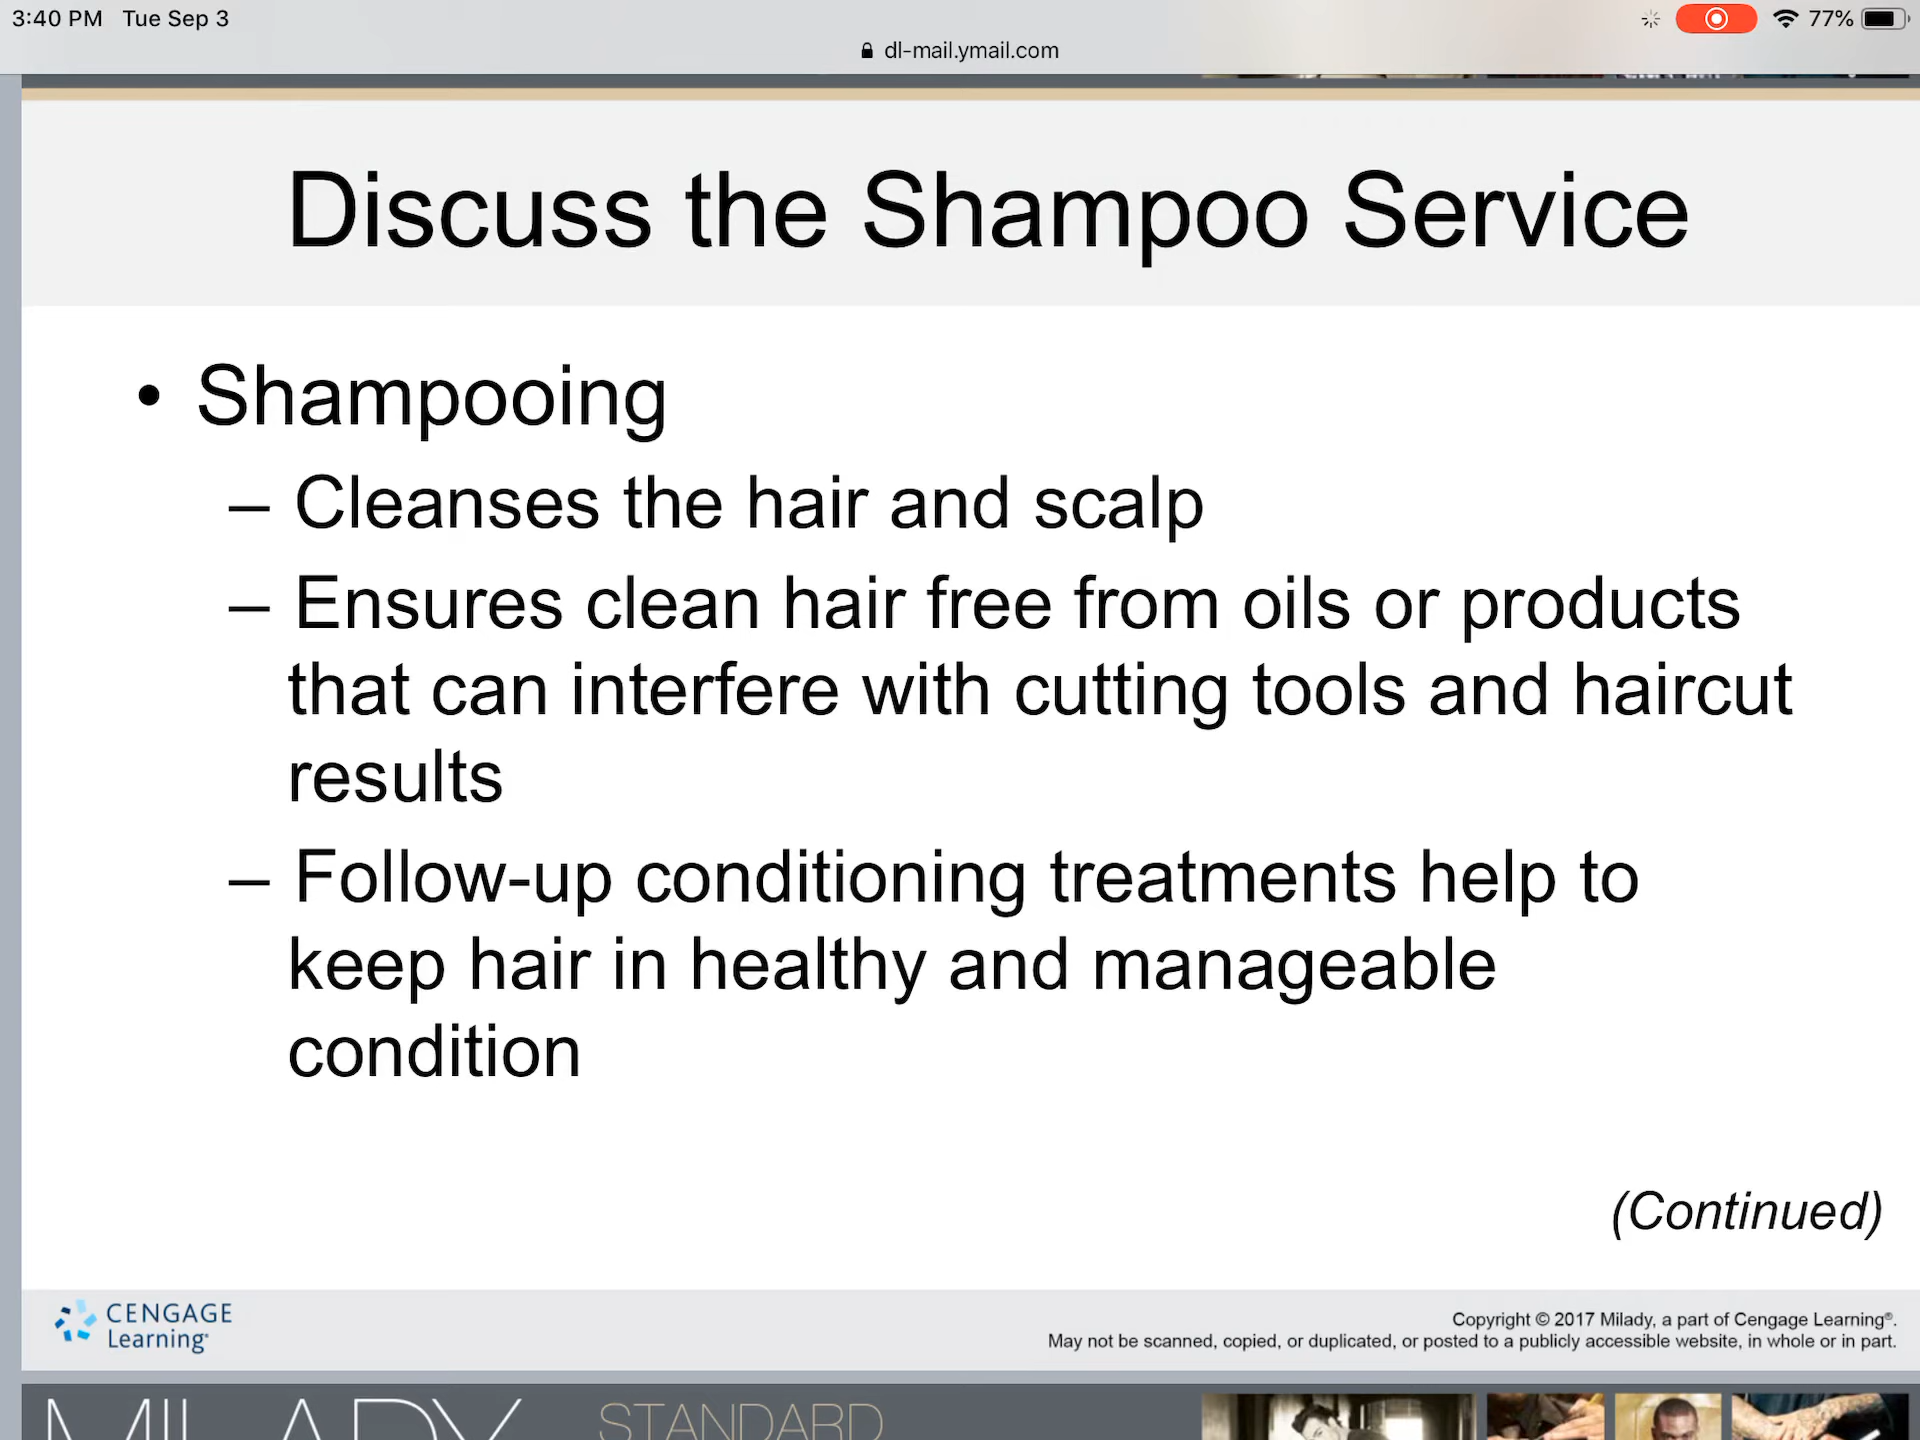 3:40 PM Tue Sep 3
77%
dl-mail.ymail.com
Discuss the Shampoo Service
• Shampooing
– Cleanses the hair and scalp
– Ensures clean hair free from oils or products
that can interfere with cutting tools and haircut
results
– Follow-up conditioning treatments help to
keep hair in healthy and manageable
condition
(Continued)
CENGAGE
Learning®
Copyright © 2017 Milady, a part of Cengage Learning®.
May not be scanned, copied, or duplicated, or posted to a publicly accessible website, in whole or in part.
MILADY STANDARD